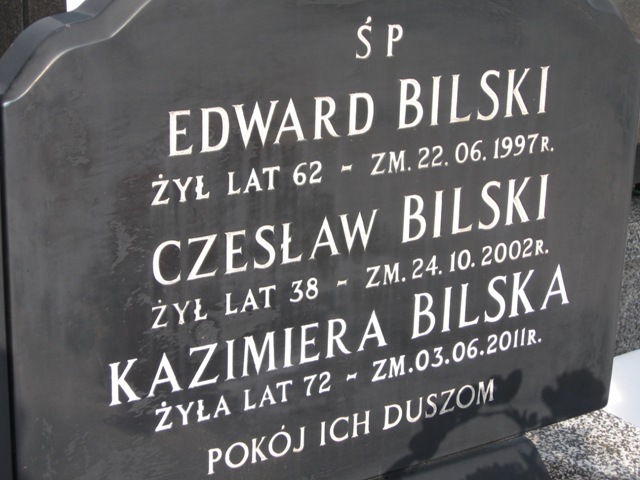 ŚP
EDWARD BILSKI
ŻYŁ LAT 62 - ZM. 22.06.1997R.
CZESŁAW BILSKI
ŻYŁ LAT 38 - ZM. 24.10.2002R.
KAZIMIERA BILSKA
ŻYŁA LAT 72 - ZM. 03.06.2011R.
POKÓJ ICH DUSZOM